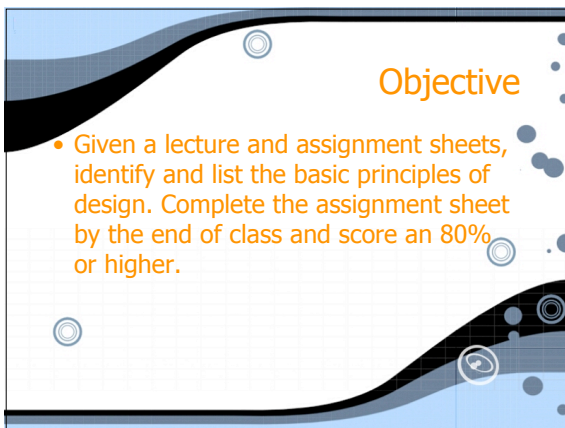 Objective
• Given a lecture and assignment sheets,
identify and list the basic principles of
design. Complete the assignment sheet
by the end of class and score an 80%
or higher.